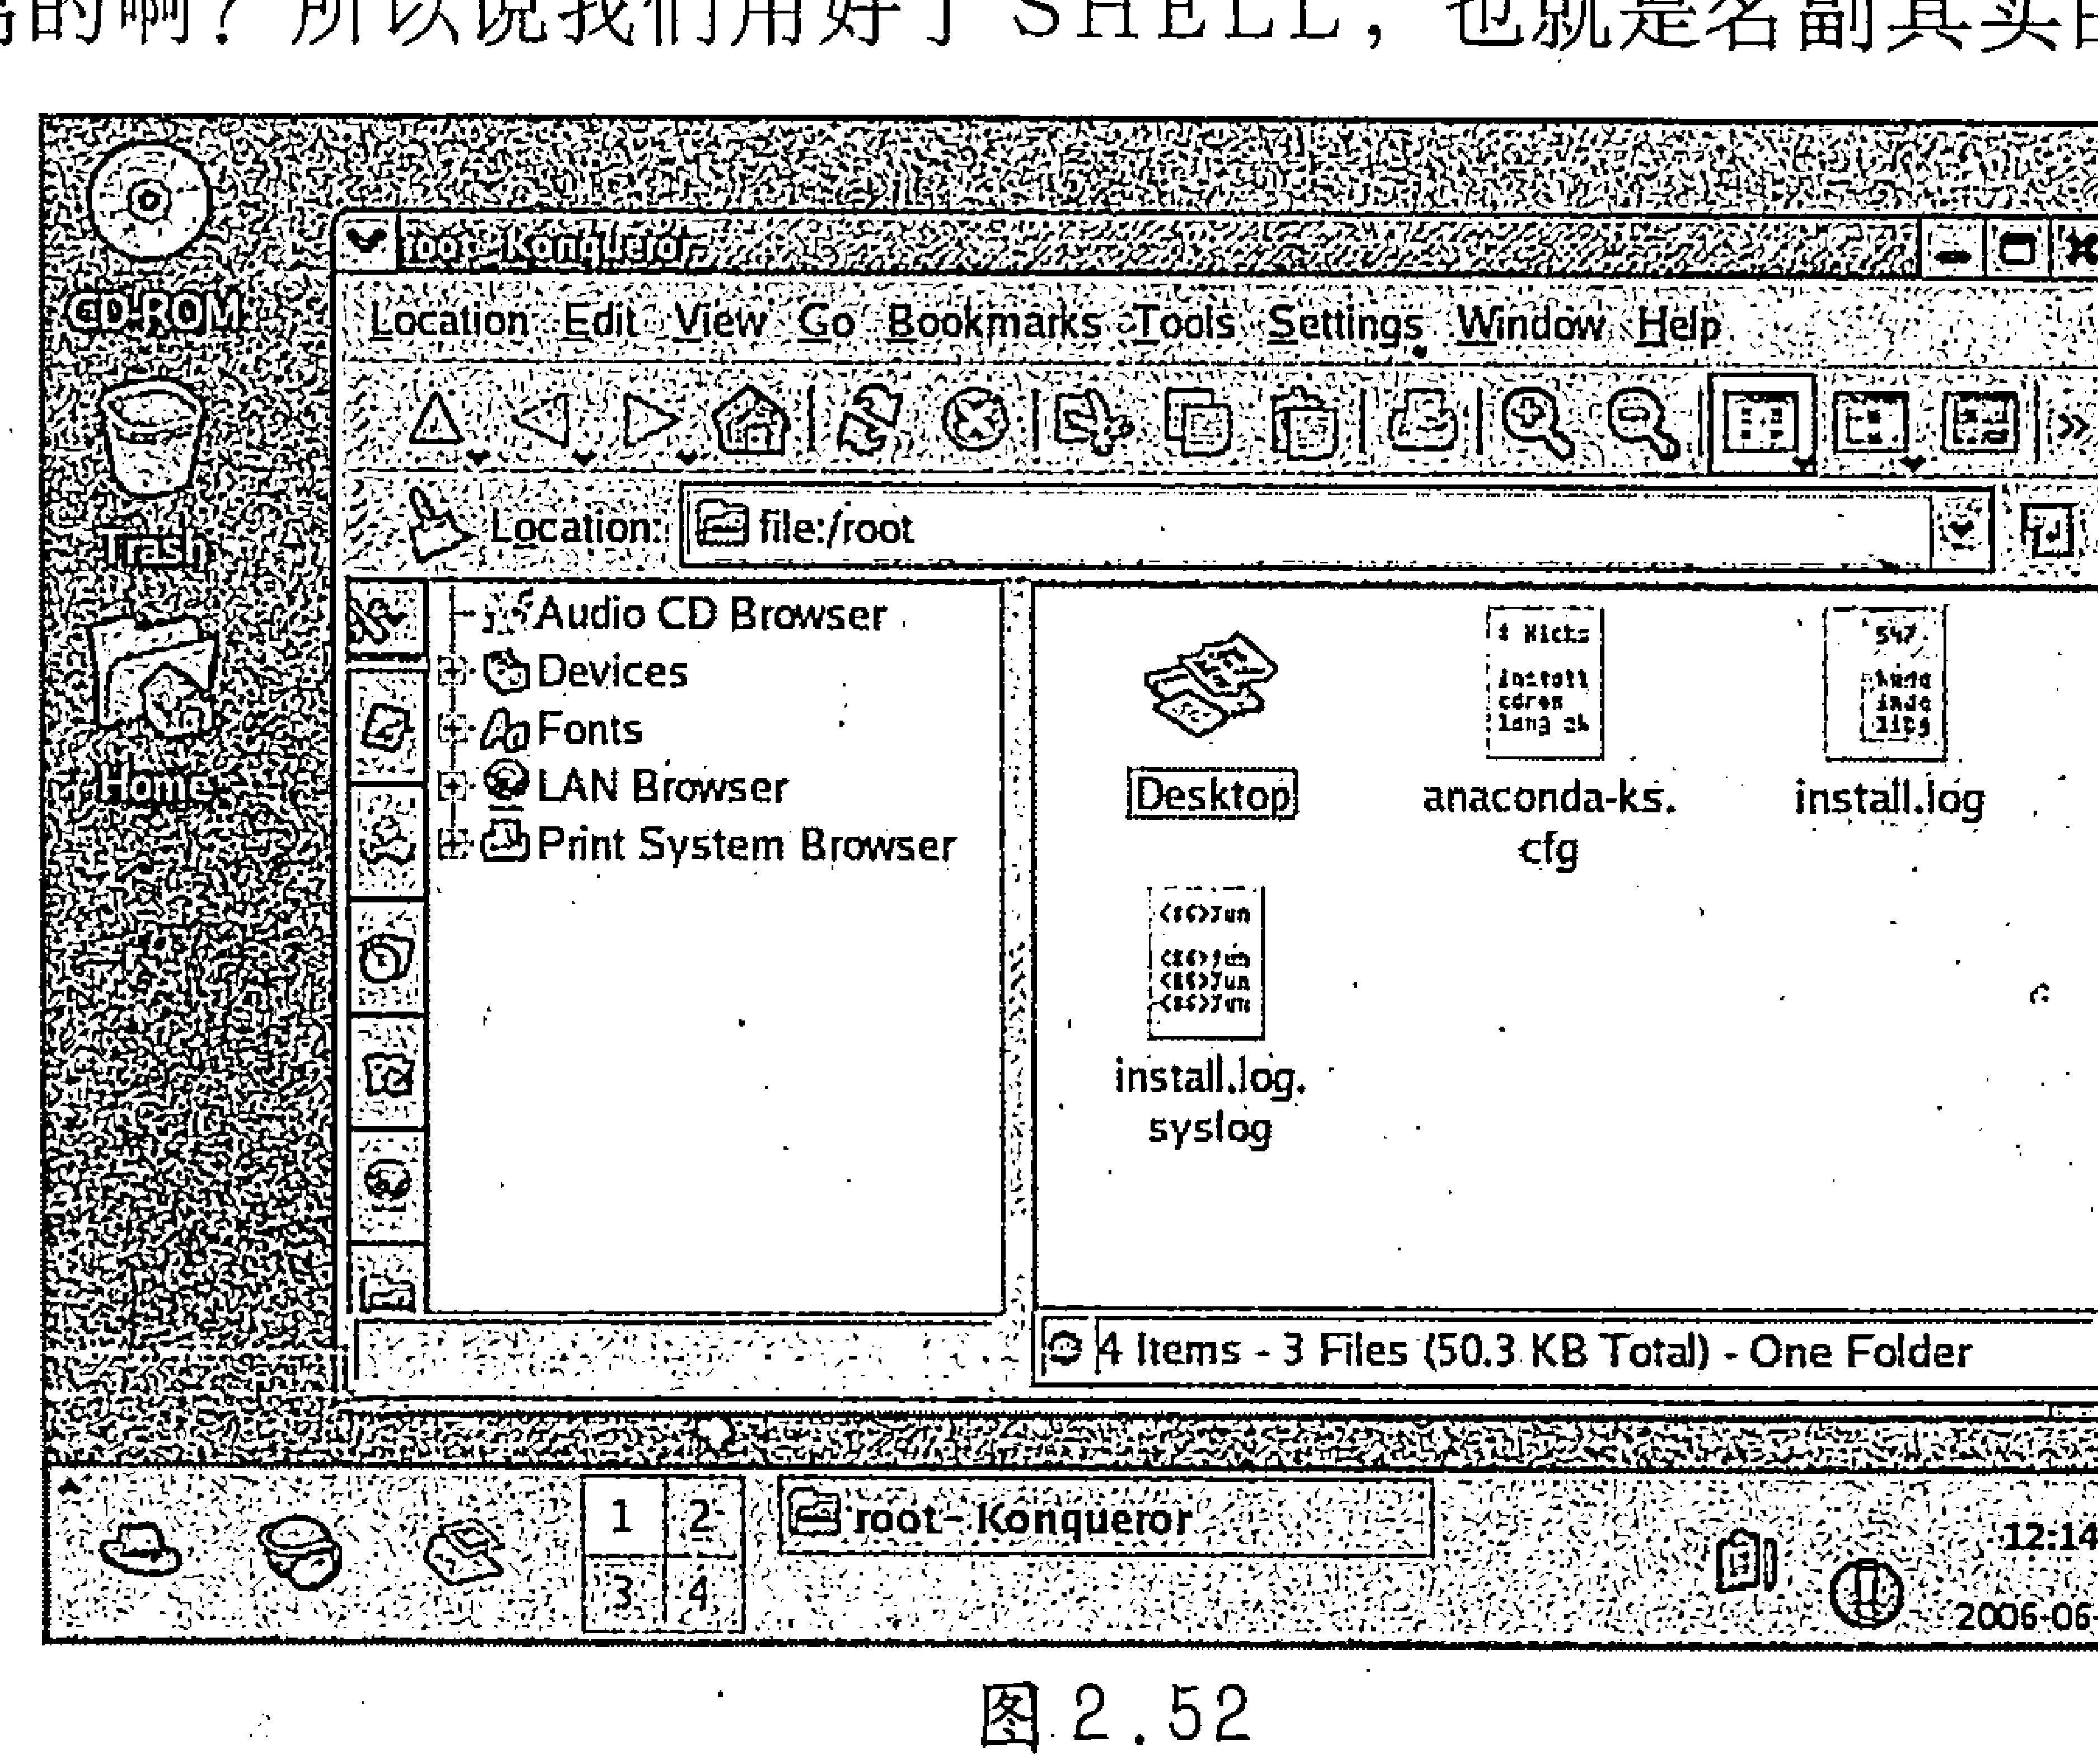 的啊？所以说我们用好了SHELL，也就是名副其实
CD-ROM
Trash
Home
root - Konqueror
Location Edit View Go Bookmarks Tools Settings Window Help
Location: file:/root
Audio CD Browser
Devices
Fonts
LAN Browser
Print System Browser
Desktop
anaconda-ks.
cfg
install.log
install.log.
syslog
4 Items - 3 Files (50.3 KB Total) - One Folder
1 2
3 4
root - Konqueror
12:14
2006-06
图 2.52